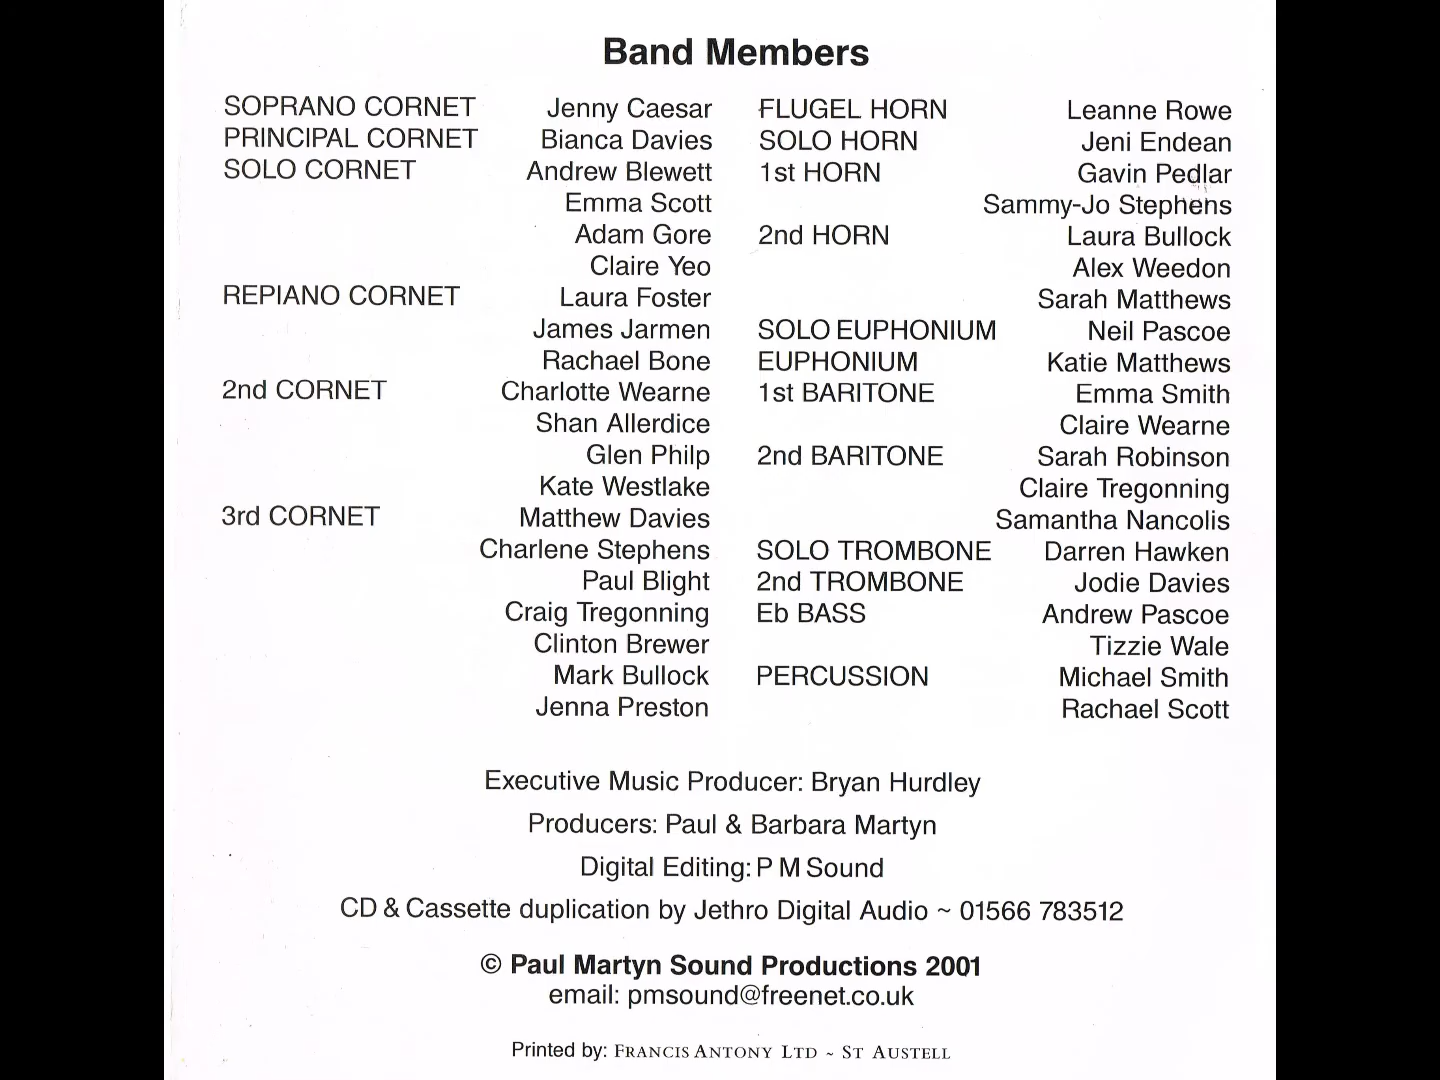 Band Members
SOPRANO CORNET Jenny Caesar
PRINCIPAL CORNET Bianca Davies
SOLO CORNET Andrew Blewett
Emma Scott
Adam Gore
Claire Yeo
REPIANO CORNET Laura Foster
James Jarmen
Rachael Bone
2nd CORNET Charlotte Wearne
Shan Allerdice
Glen Philp
Kate Westlake
3rd CORNET Matthew Davies
Charlene Stephens
Paul Blight
Craig Tregonning
Clinton Brewer
Mark Bullock
Jenna Preston
FLUGEL HORN Leanne Rowe
SOLO HORN Jeni Endean
1st HORN Gavin Pedlar
Sammy-Jo Stephens
2nd HORN Laura Bullock
Alex Weedon
Sarah Matthews
SOLO EUPHONIUM Neil Pascoe
EUPHONIUM Katie Matthews
1st BARITONE Emma Smith
Claire Wearne
2nd BARITONE Sarah Robinson
Claire Tregonning
Samantha Nancolis
SOLO TROMBONE Darren Hawken
2nd TROMBONE Jodie Davies
Eb BASS Andrew Pascoe
Tizzie Wale
PERCUSSION Michael Smith
Rachael Scott
Executive Music Producer: Bryan Hurdley
Producers: Paul & Barbara Martyn
Digital Editing: P M Sound
CD & Cassette duplication by Jethro Digital Audio ~ 01566 783512
© Paul Martyn Sound Productions 2001
email: pmsound@freenet.co.uk
Printed by: FRANCIS ANTONY LTD ~ ST AUSTELL